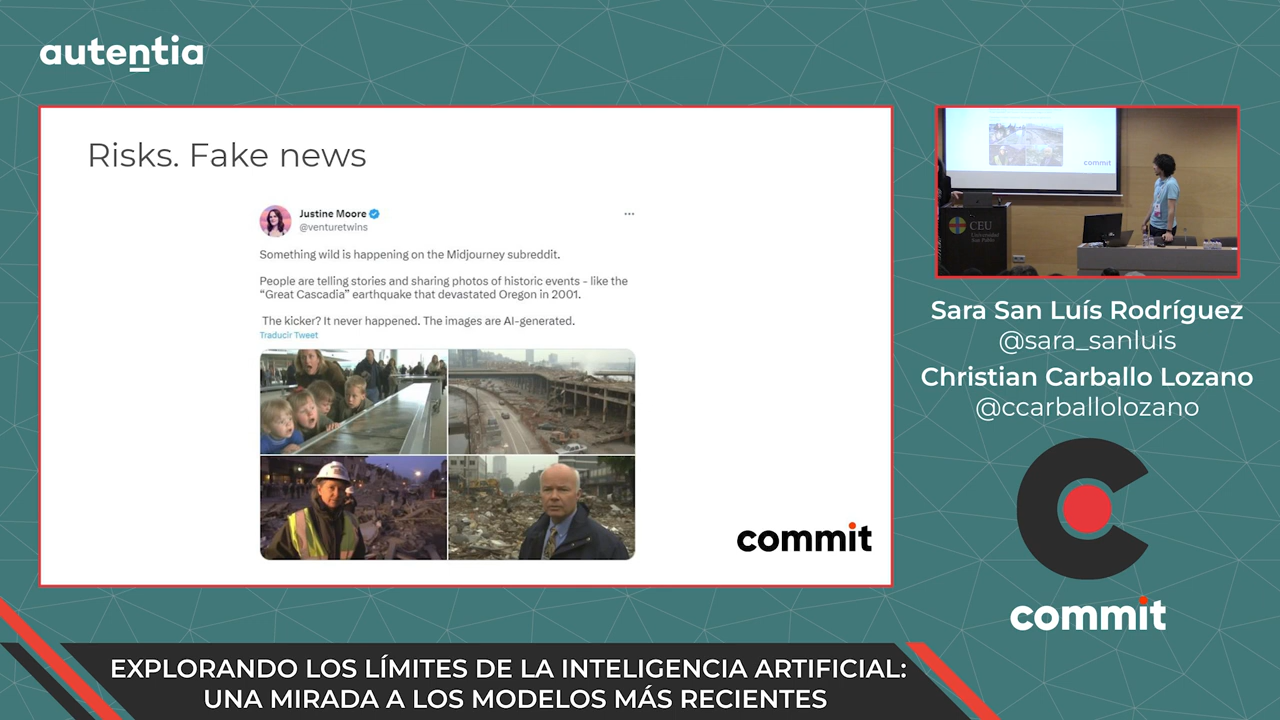 autentia
Risks. Fake news
Justine Moore
@venturetwins
Something wild is happening on the Midjourney subreddit.
People are telling stories and sharing photos of historic events - like the
“Great Cascadia” earthquake that devastated Oregon in 2001.
The kicker? It never happened. The images are AI-generated.
Traducir Tweet
commit
commit
CEU
Universidad
San Pablo
Sara San Luís Rodríguez
@sara_sanluis
Christian Carballo Lozano
@ccarballolozano
commit
EXPLORANDO LOS LÍMITES DE LA INTELIGENCIA ARTIFICIAL:
UNA MIRADA A LOS MODELOS MÁS RECIENTES